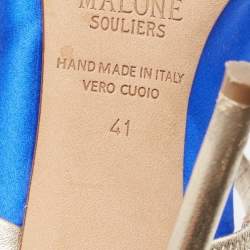 MALONE
SOULIERS
HAND MADE IN ITALY
VERO CUOIO
41